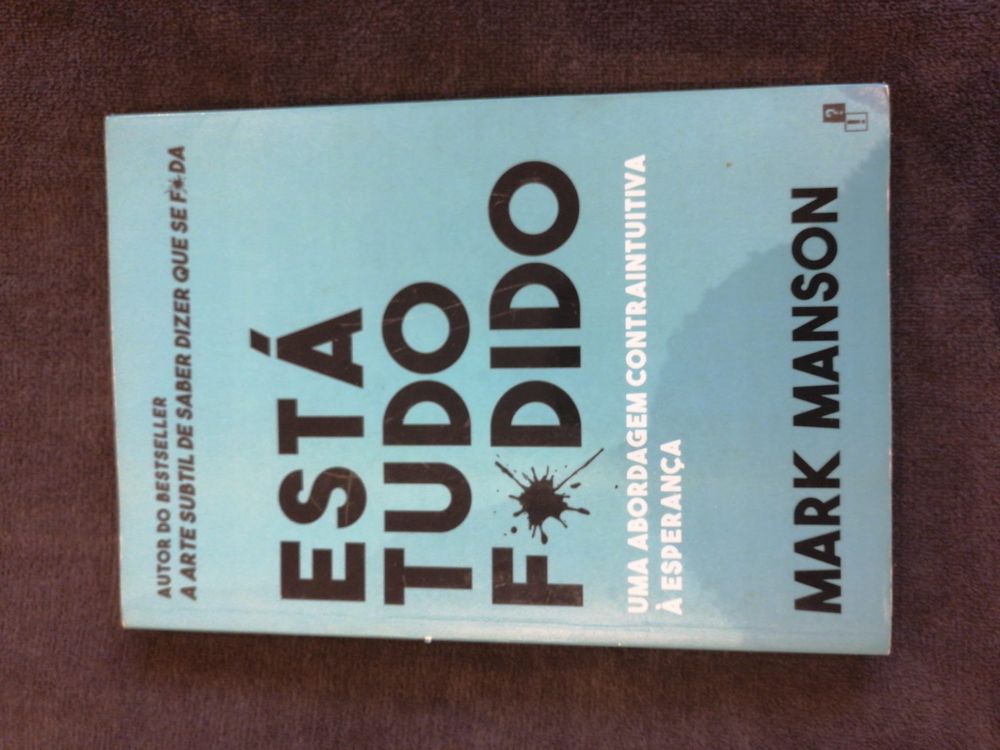 AUTOR DO BESTSELLER
A ARTE SUBTIL DE SABER DIZER QUE SE F*DA
ESTÁ
TUDO
F*DIDO
UMA ABORDAGEM CONTRAINTUITIVA
À ESPERANÇA
MARK MANSON
!?